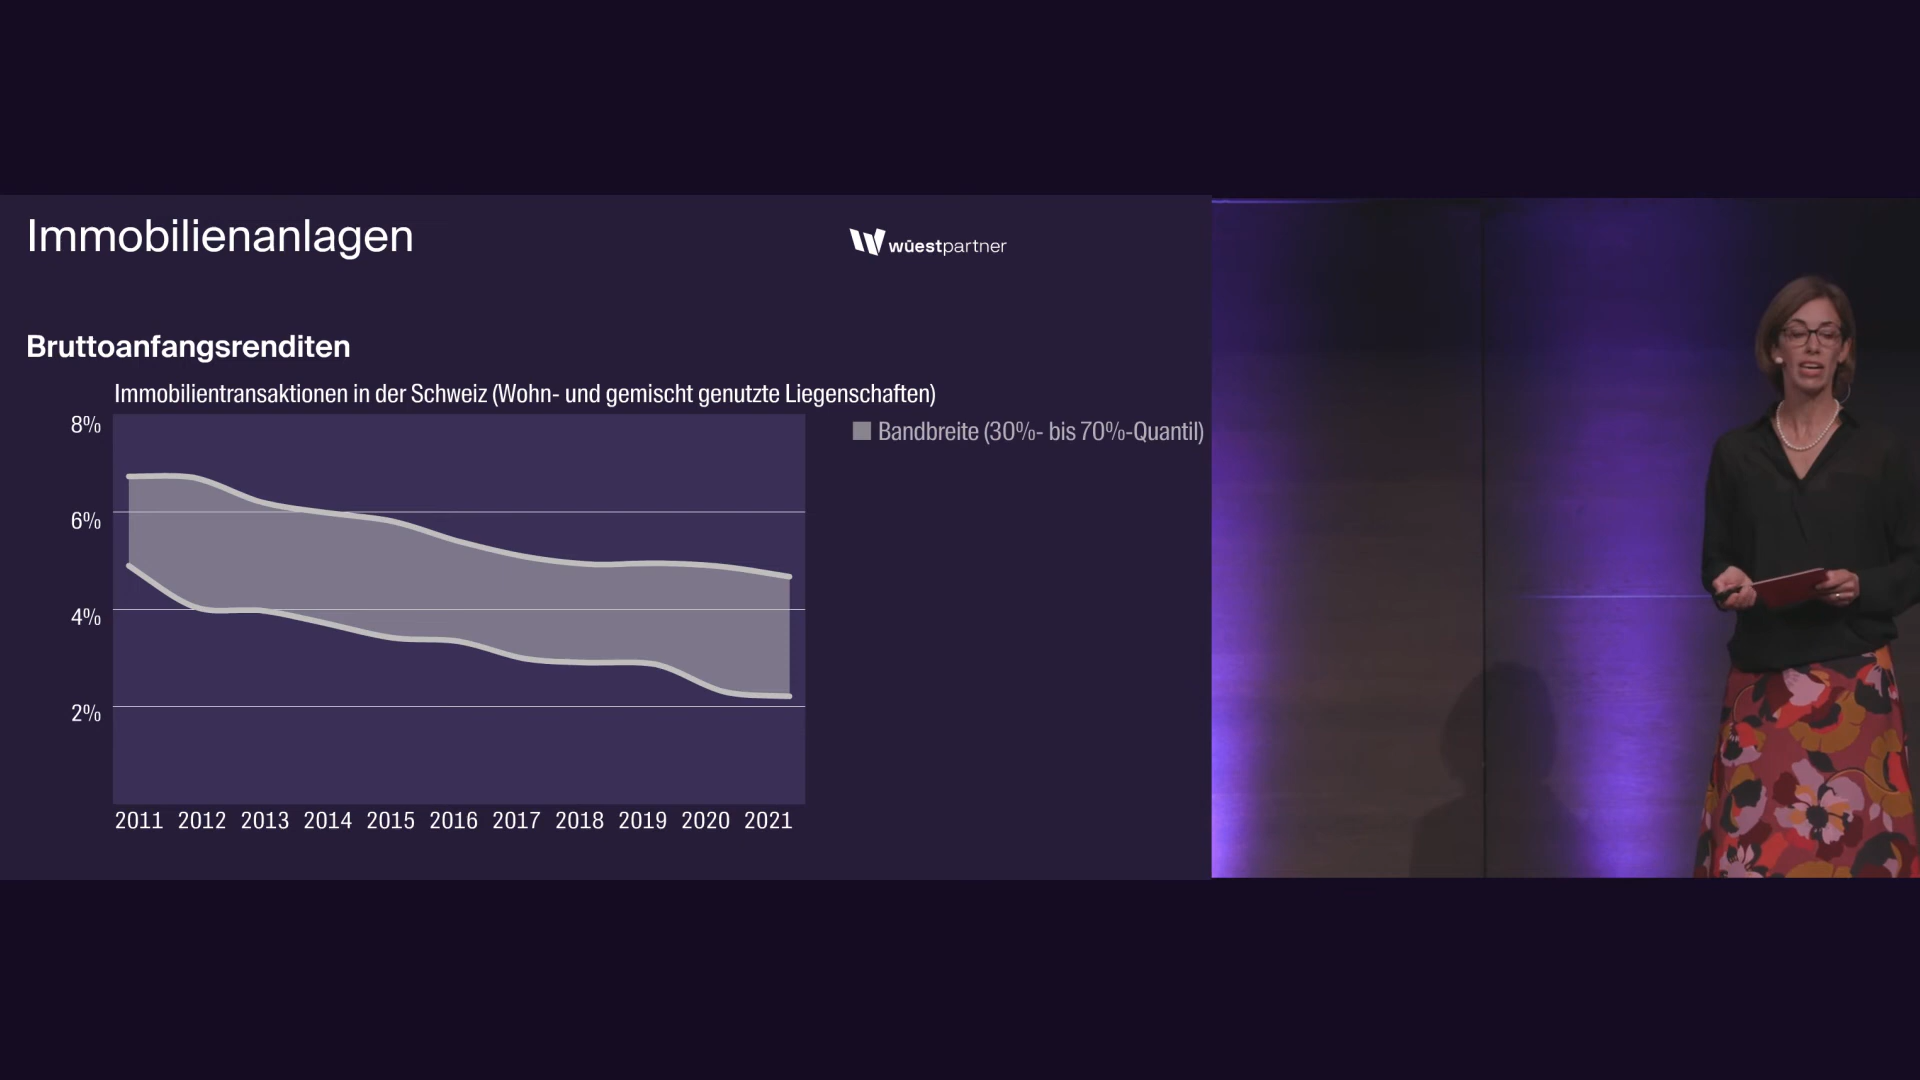 Immobilienanlagen
wüestpartner
Bruttoanfangsrenditen
Immobilientransaktionen in der Schweiz (Wohn- und gemischt genutzte Liegenschaften)
Bandbreite (30%- bis 70%-Quantil)
8%
6%
4%
2%
2011 2012 2013 2014 2015 2016 2017 2018 2019 2020 2021